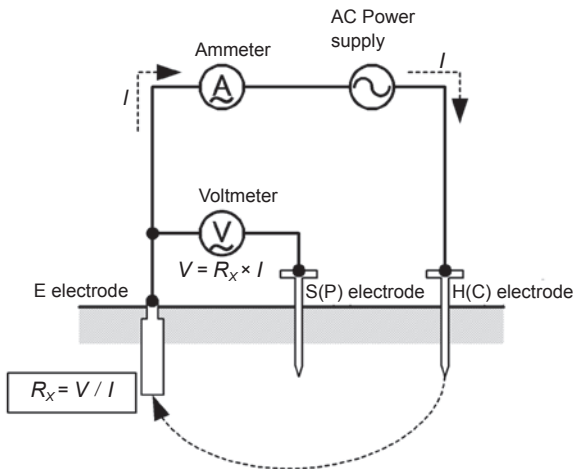 AC Power
supply
Ammeter
I
A
I
Voltmeter
V
V = Rx × I
E electrode
S(P) electrode
H(C) electrode
Rx = V / I